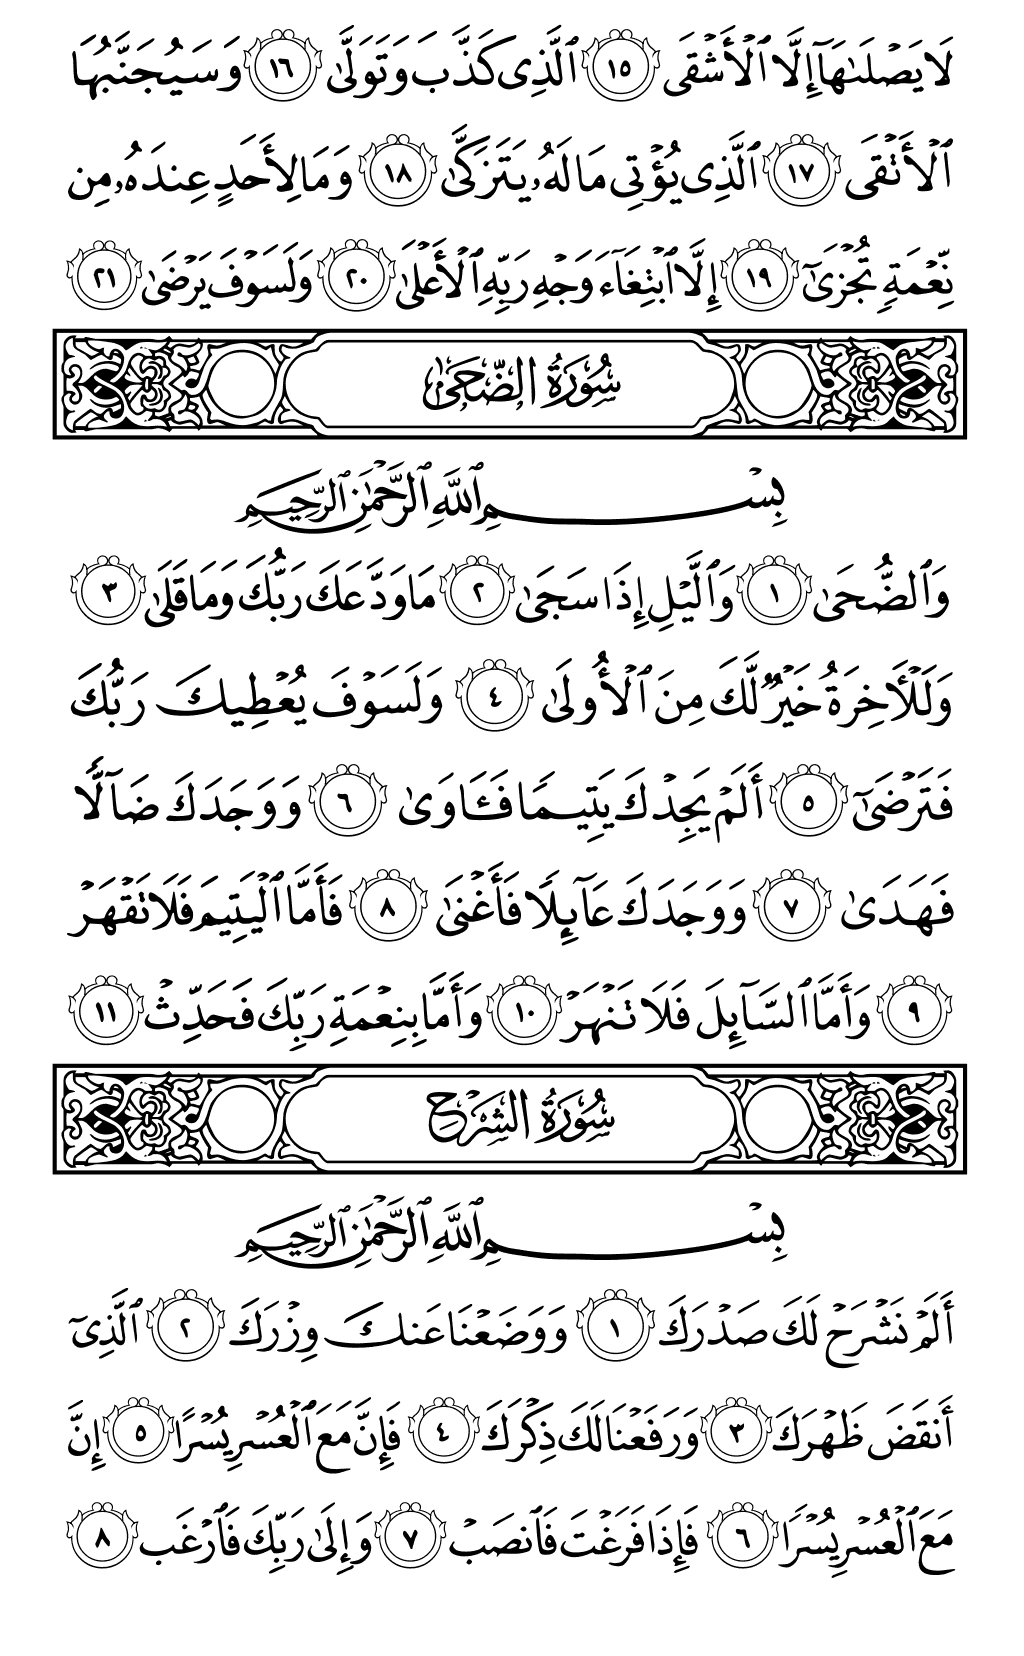 لَا يَصْلَىٰهَآ إِلَّا ٱلْأَشْقَى ١٥ ٱلَّذِى كَذَّبَ وَتَوَلَّىٰ ١٦ وَسَيُجَنَّبُهَا
ٱلْأَتْقَى ١٧ ٱلَّذِى يُؤْتِى مَالَهُۥ يَتَزَكَّىٰ ١٨ وَمَا لِأَحَدٍ عِندَهُۥ مِن
نِّعْمَةٍ تُجْزَىٰٓ ١٩ إِلَّا ٱبْتِغَآءَ وَجْهِ رَبِّهِ ٱلْأَعْلَىٰ ٢٠ وَلَسَوْفَ يَرْضَىٰ ٢١
سُورَةُ الضُّحَىٰ
بِسْمِ ٱللَّهِ ٱلرَّحْمَٰنِ ٱلرَّحِيمِ
وَٱلضُّحَىٰ ١ وَٱلَّيْلِ إِذَا سَجَىٰ ٢ مَا وَدَّعَكَ رَبُّكَ وَمَا قَلَىٰ ٣
وَلَلْـَٔاخِرَةُ خَيْرٌ لَّكَ مِنَ ٱلْأُولَىٰ ٤ وَلَسَوْفَ يُعْطِيكَ رَبُّكَ
فَتَرْضَىٰٓ ٥ أَلَمْ يَجِدْكَ يَتِيمًا فَـَٔاوَىٰ ٦ وَوَجَدَكَ ضَآلًّا
فَهَدَىٰ ٧ وَوَجَدَكَ عَآئِلًا فَأَغْنَىٰ ٨ فَأَمَّا ٱلْيَتِيمَ فَلَا تَقْهَرْ
٩ وَأَمَّا ٱلسَّآئِلَ فَلَا تَنْهَرْ ١٠ وَأَمَّا بِنِعْمَةِ رَبِّكَ فَحَدِّثْ ١١
سُورَةُ الشَّرْحِ
بِسْمِ ٱللَّهِ ٱلرَّحْمَٰنِ ٱلرَّحِيمِ
أَلَمْ نَشْرَحْ لَكَ صَدْرَكَ ١ وَوَضَعْنَا عَنكَ وِزْرَكَ ٢ ٱلَّذِىٓ
أَنقَضَ ظَهْرَكَ ٣ وَرَفَعْنَا لَكَ ذِكْرَكَ ٤ فَإِنَّ مَعَ ٱلْعُسْرِ يُسْرًا ٥ إِنَّ
مَعَ ٱلْعُسْرِ يُسْرًا ٦ فَإِذَا فَرَغْتَ فَٱنصَبْ ٧ وَإِلَىٰ رَبِّكَ فَٱرْغَب ٨